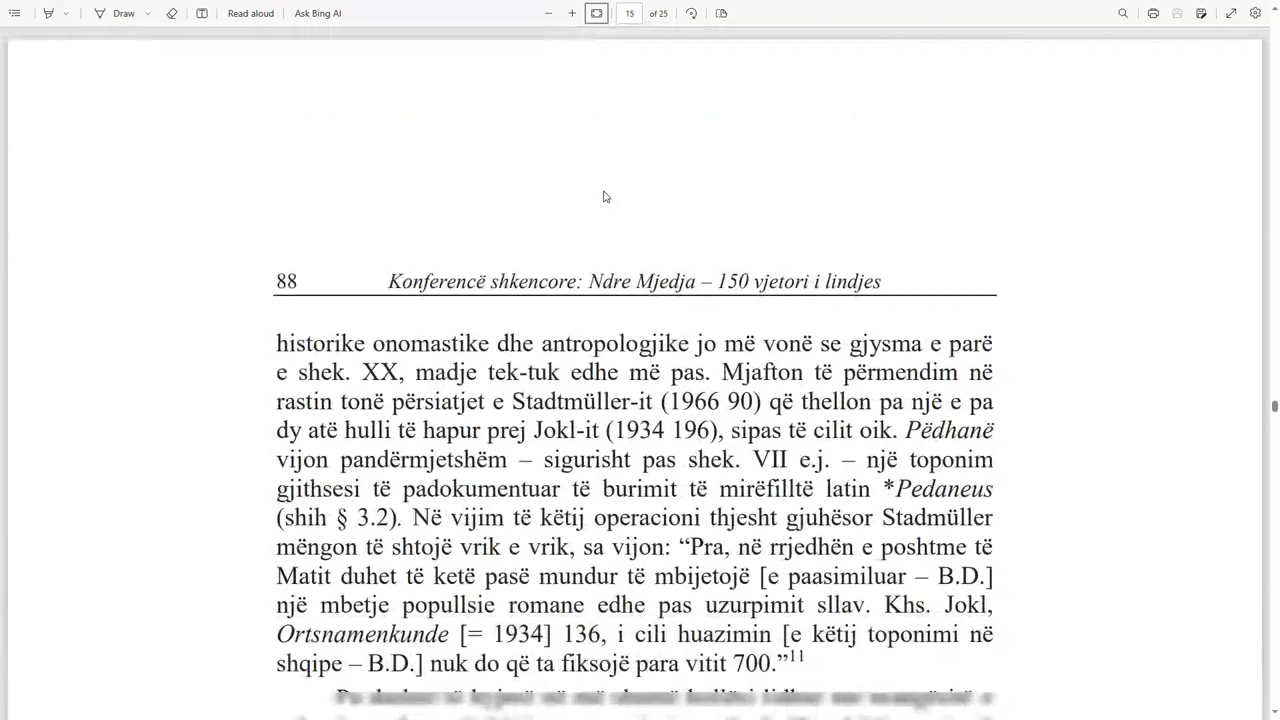 Draw
Read aloud
Ask Bing AI
15
of 25
88
Konferencë shkencore: Ndre Mjedja – 150 vjetori i lindjes
historike onomastike dhe antropologjike jo më vonë se gjysma e parë
e shek. XX, madje tek-tuk edhe më pas. Mjafton të përmendim në
rastin tonë përsiatjet e Stadtmüller-it (1966 90) që thellon pa një e pa
dy atë hulli të hapur prej Jokl-it (1934 196), sipas të cilit oik. Pëdhanë
vijon pandërmjetshëm – sigurisht pas shek. VII e.j. – një toponim
gjithsesi të padokumentuar të burimit të mirëfilltë latin *Pedaneus
(shih § 3.2). Në vijim të këtij operacioni thjesht gjuhësor Stadmüller
mëngon të shtojë vrik e vrik, sa vijon: “Pra, në rrjedhën e poshtme të
Matit duhet të ketë pasë mundur të mbijetojë [e paasimiluar – B.D.]
një mbetje popullsie romane edhe pas uzurpimit sllav. Khs. Jokl,
Ortsnamenkunde [= 1934] 136, i cili huazimin [e këtij toponimi në
shqipe – B.D.] nuk do që ta fiksojë para vitit 700.”11